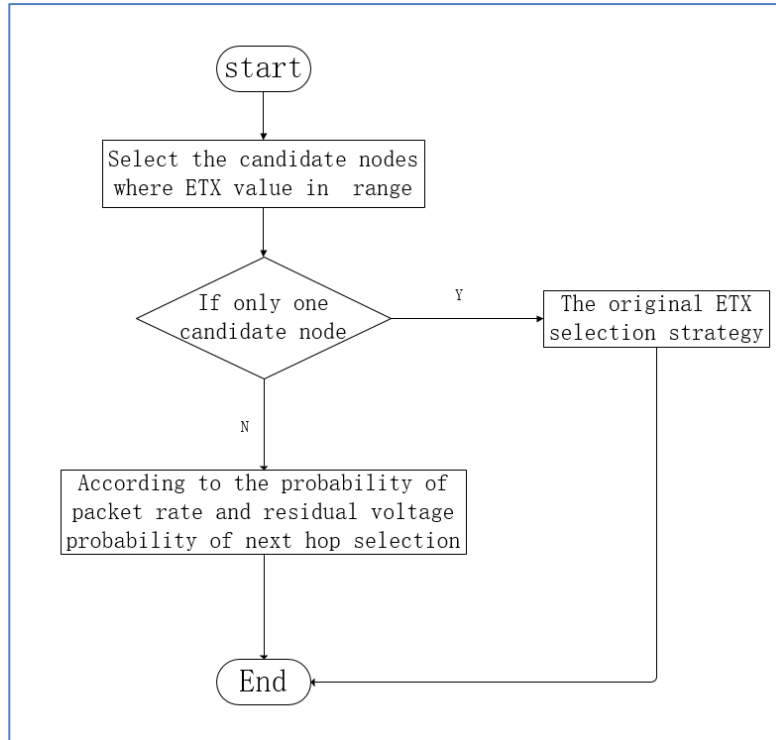 start
Select the candidate nodes
where ETX value in range
If only one
candidate node
Y
The original ETX
selection strategy
N
According to the probability of
packet rate and residual voltage
probability of next hop selection
End